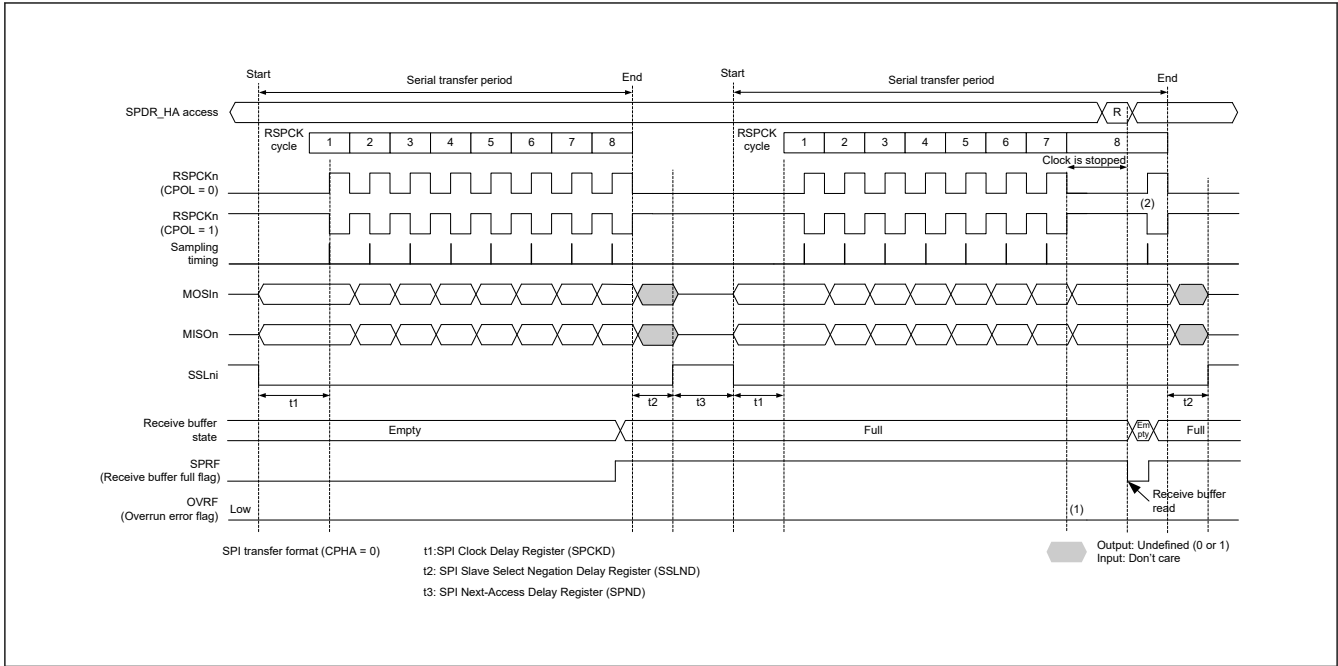 Start
Serial transfer period
End
Start
Serial transfer period
End
SPDR_HA access
R
RSPCK
cycle
1 2 3 4 5 6 7 8
RSPCK
cycle
1 2 3 4 5 6 7 8
Clock is stopped
RSPCKn
(CPOL = 0)
(2)
RSPCKn
(CPOL = 1)
Sampling
timing
MOSIn
MISOn
SSLni
t1
t2
t3
t1
t2
Receive buffer
state
Empty
Full
Em
pty
Full
SPRF
(Receive buffer full flag)
Receive buffer
read
OVRF
(Overrun error flag)
Low
(1)
SPI transfer format (CPHA = 0)
t1:SPI Clock Delay Register (SPCKD)
t2: SPI Slave Select Negation Delay Register (SSLND)
t3: SPI Next-Access Delay Register (SPND)
Output: Undefined (0 or 1)
Input: Don't care